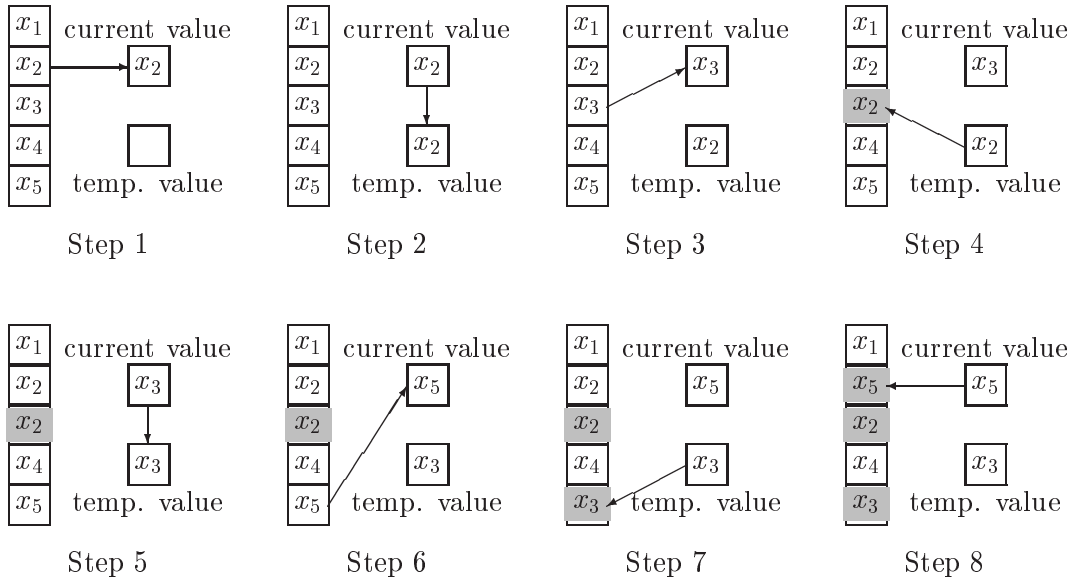 x1 current value x1 current value x1 current value x1 current value
x2 x2 x2 x2 x2 x3 x2 x3
x3 x3 x3 x2
x4 x4 x2 x4 x2 x4 x2
x5 temp. value x5 temp. value x5 temp. value x5 temp. value
Step 1 Step 2 Step 3 Step 4
x1 current value x1 current value x1 current value x1 current value
x2 x3 x2 x5 x2 x5 x5 x5
x2 x2 x2 x2
x4 x3 x4 x3 x4 x3 x4 x3
x5 temp. value x5 temp. value x3 temp. value x3 temp. value
Step 5 Step 6 Step 7 Step 8